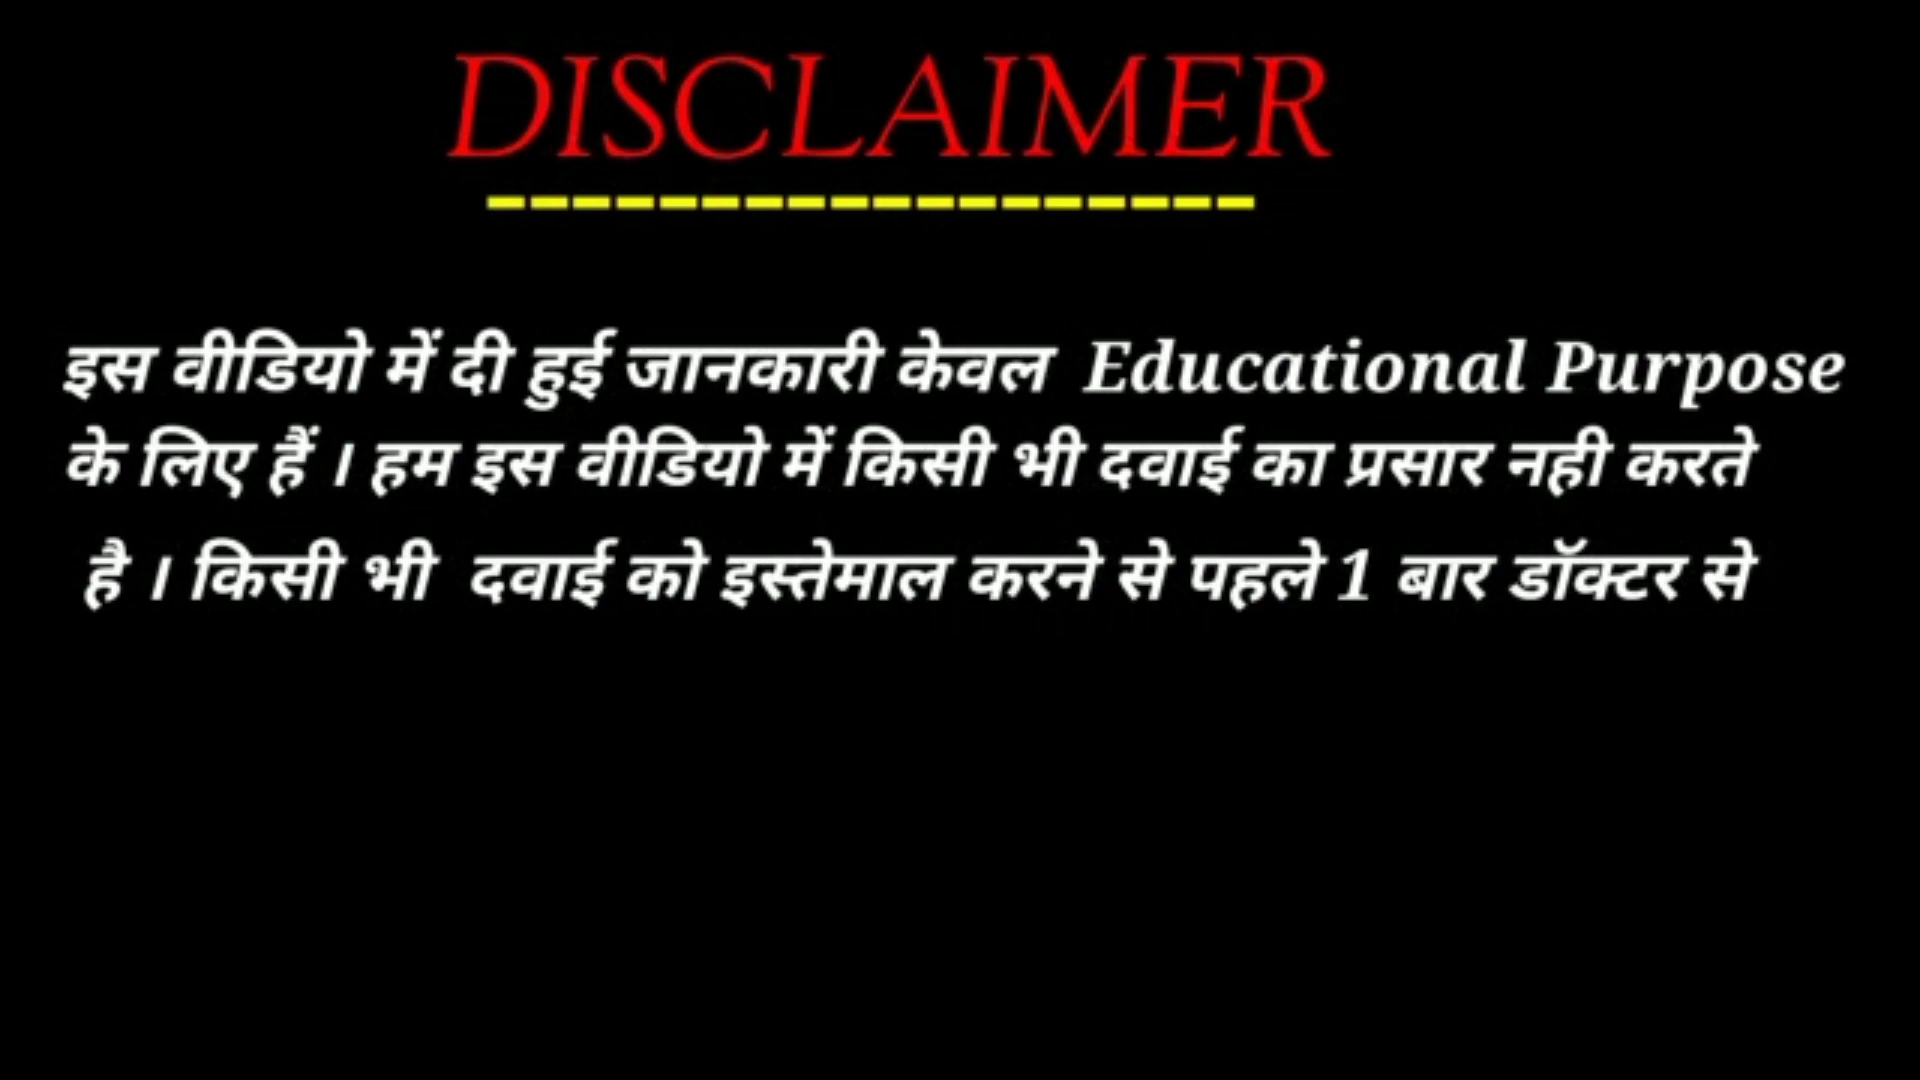 DISCLAIMER
------------------
इस वीडियो में दी हुई जानकारी केवल Educational Purpose
के लिए हैं । हम इस वीडियो में किसी भी दवाई का प्रसार नही करते
है । किसी भी दवाई को इस्तेमाल करने से पहले 1 बार डॉक्टर से